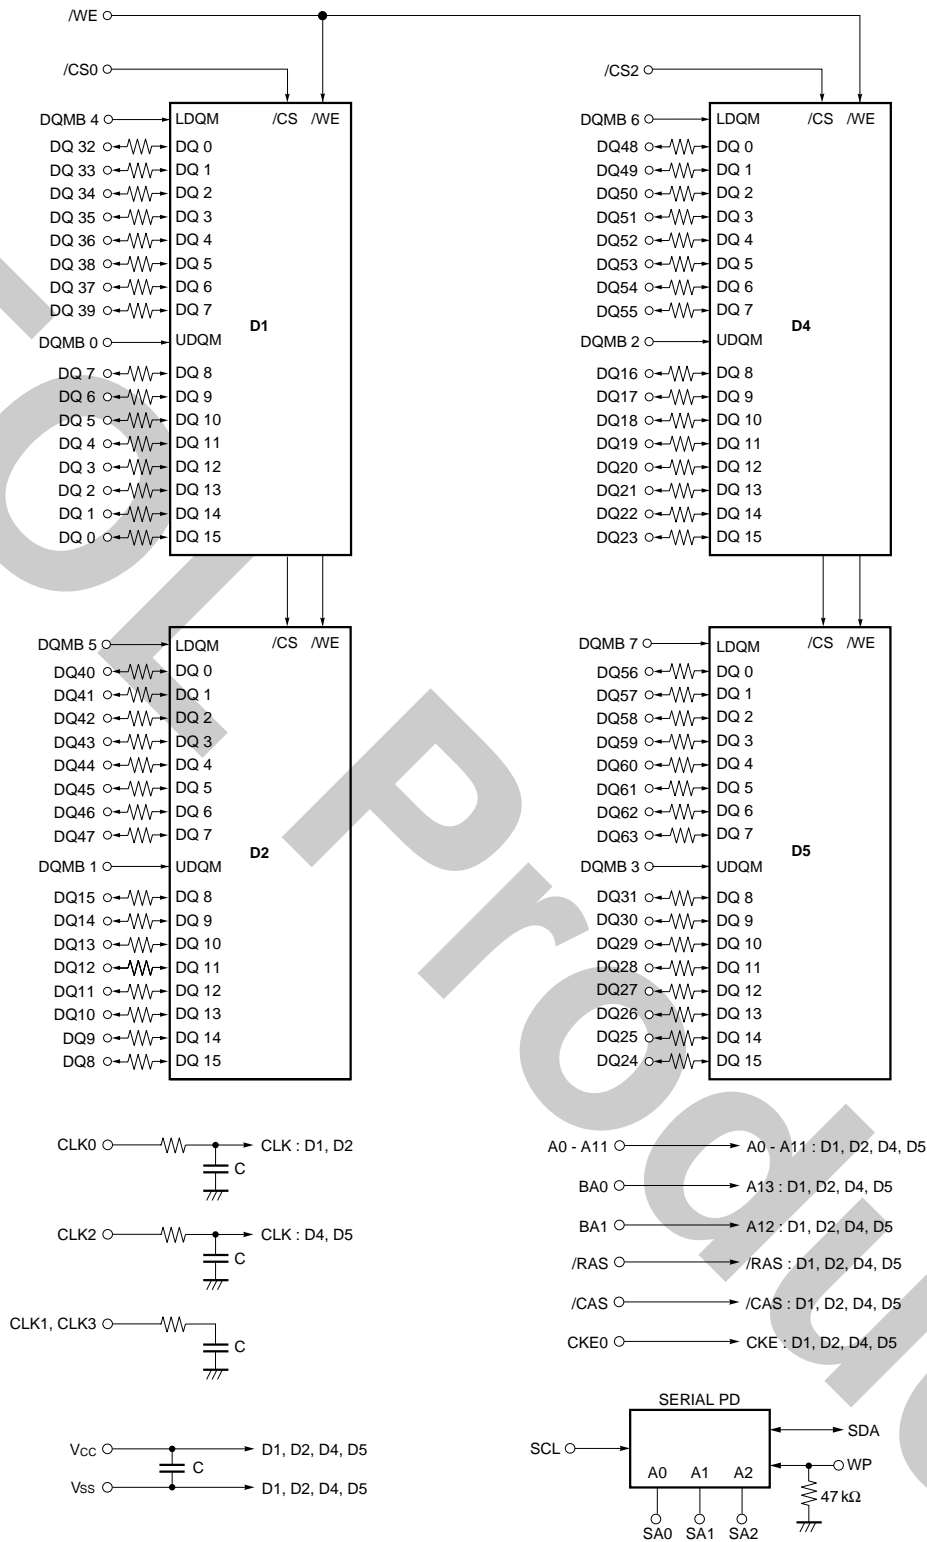 /WE
/CS0
/CS2
DQMB 4
LDQM
/CS
/WE
DQ 32
DQ 0
DQ 33
DQ 1
DQ 34
DQ 2
DQ 35
DQ 3
DQ 36
DQ 4
DQ 38
DQ 5
DQ 37
DQ 6
DQ 39
DQ 7
D1
DQMB 0
UDQM
DQ 7
DQ 8
DQ 6
DQ 9
DQ 5
DQ 10
DQ 4
DQ 11
DQ 3
DQ 12
DQ 2
DQ 13
DQ 1
DQ 14
DQ 0
DQ 15
DQMB 6
LDQM
/CS
/WE
DQ48
DQ 0
DQ49
DQ 1
DQ50
DQ 2
DQ51
DQ 3
DQ52
DQ 4
DQ53
DQ 5
DQ54
DQ 6
DQ55
DQ 7
D4
DQMB 2
UDQM
DQ16
DQ 8
DQ17
DQ 9
DQ18
DQ 10
DQ19
DQ 11
DQ20
DQ 12
DQ21
DQ 13
DQ22
DQ 14
DQ23
DQ 15
DQMB 5
LDQM
/CS
/WE
DQ40
DQ 0
DQ41
DQ 1
DQ42
DQ 2
DQ43
DQ 3
DQ44
DQ 4
DQ45
DQ 5
DQ46
DQ 6
DQ47
DQ 7
D2
DQMB 1
UDQM
DQ15
DQ 8
DQ14
DQ 9
DQ13
DQ 10
DQ12
DQ 11
DQ11
DQ 12
DQ10
DQ 13
DQ9
DQ 14
DQ8
DQ 15
DQMB 7
LDQM
/CS
/WE
DQ56
DQ 0
DQ57
DQ 1
DQ58
DQ 2
DQ59
DQ 3
DQ60
DQ 4
DQ61
DQ 5
DQ62
DQ 6
DQ63
DQ 7
D5
DQMB 3
UDQM
DQ31
DQ 8
DQ30
DQ 9
DQ29
DQ 10
DQ28
DQ 11
DQ27
DQ 12
DQ26
DQ 13
DQ25
DQ 14
DQ24
DQ 15
CLK0
CLK : D1, D2
C
CLK2
CLK : D4, D5
C
CLK1, CLK3
C
VCC
D1, D2, D4, D5
C
VSS
D1, D2, D4, D5
A0 - A11
A0 - A11 : D1, D2, D4, D5
BA0
A13 : D1, D2, D4, D5
BA1
A12 : D1, D2, D4, D5
/RAS
/RAS : D1, D2, D4, D5
/CAS
/CAS : D1, D2, D4, D5
CKE0
CKE : D1, D2, D4, D5
SERIAL PD
SCL
SDA
WP
A0
A1
A2
47 kΩ
SA0
SA1
SA2